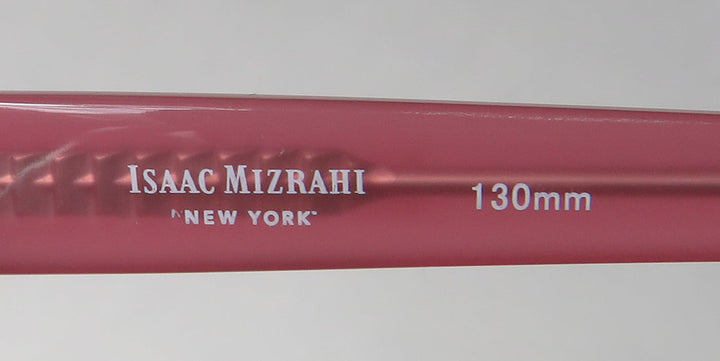 ISAAC MIZRAHI
NEW YORK
130mm